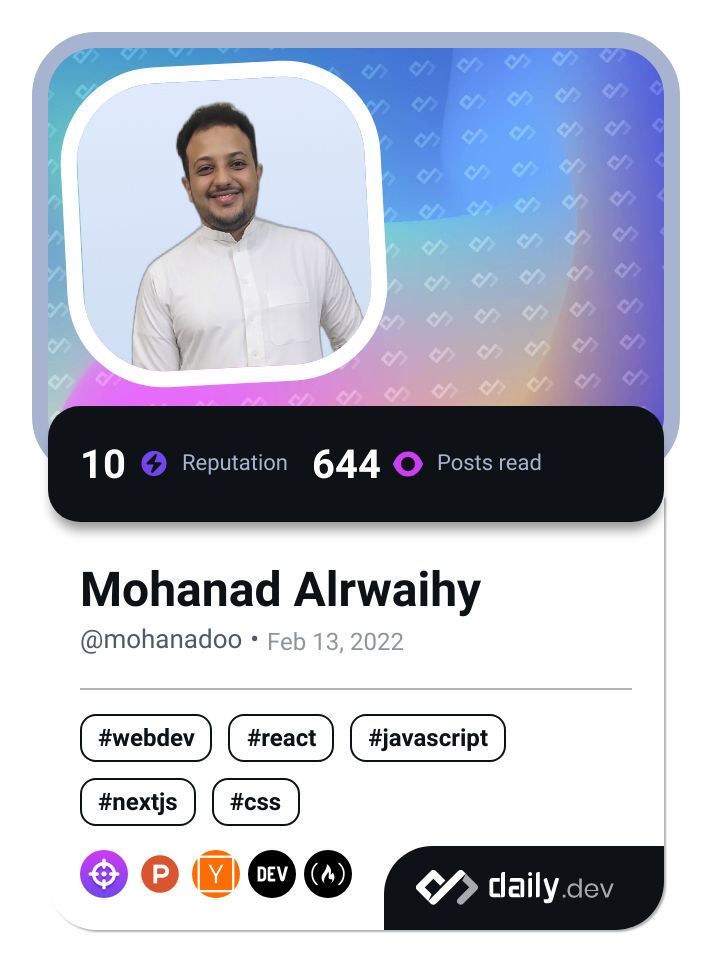 10 Reputation 644 Posts read
Mohanad Alrwaihy
@mohanadoo • Feb 13, 2022
#webdev #react #javascript
#nextjs #css
P Y DEV
daily.dev